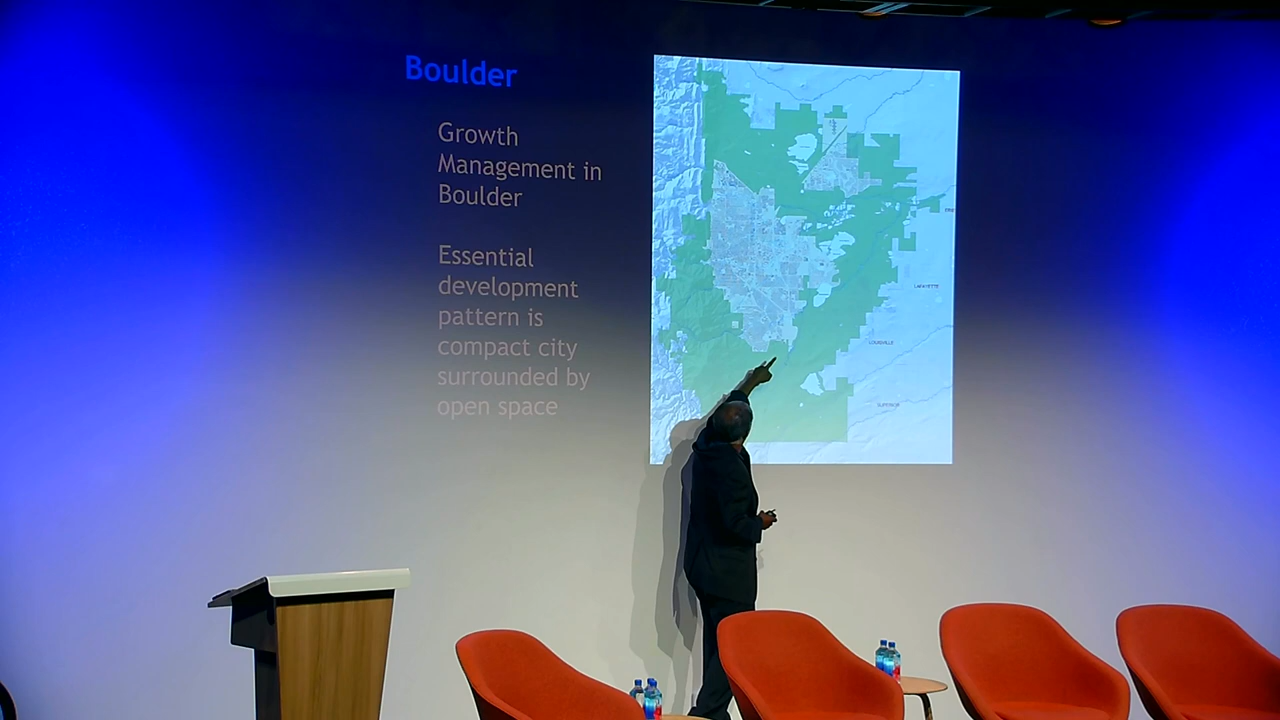 Boulder
Growth
Management in
Boulder
Essential
development
pattern is
compact city
surrounded by
open space
LAFAYETTE
LOUISVILLE
SUPERIOR